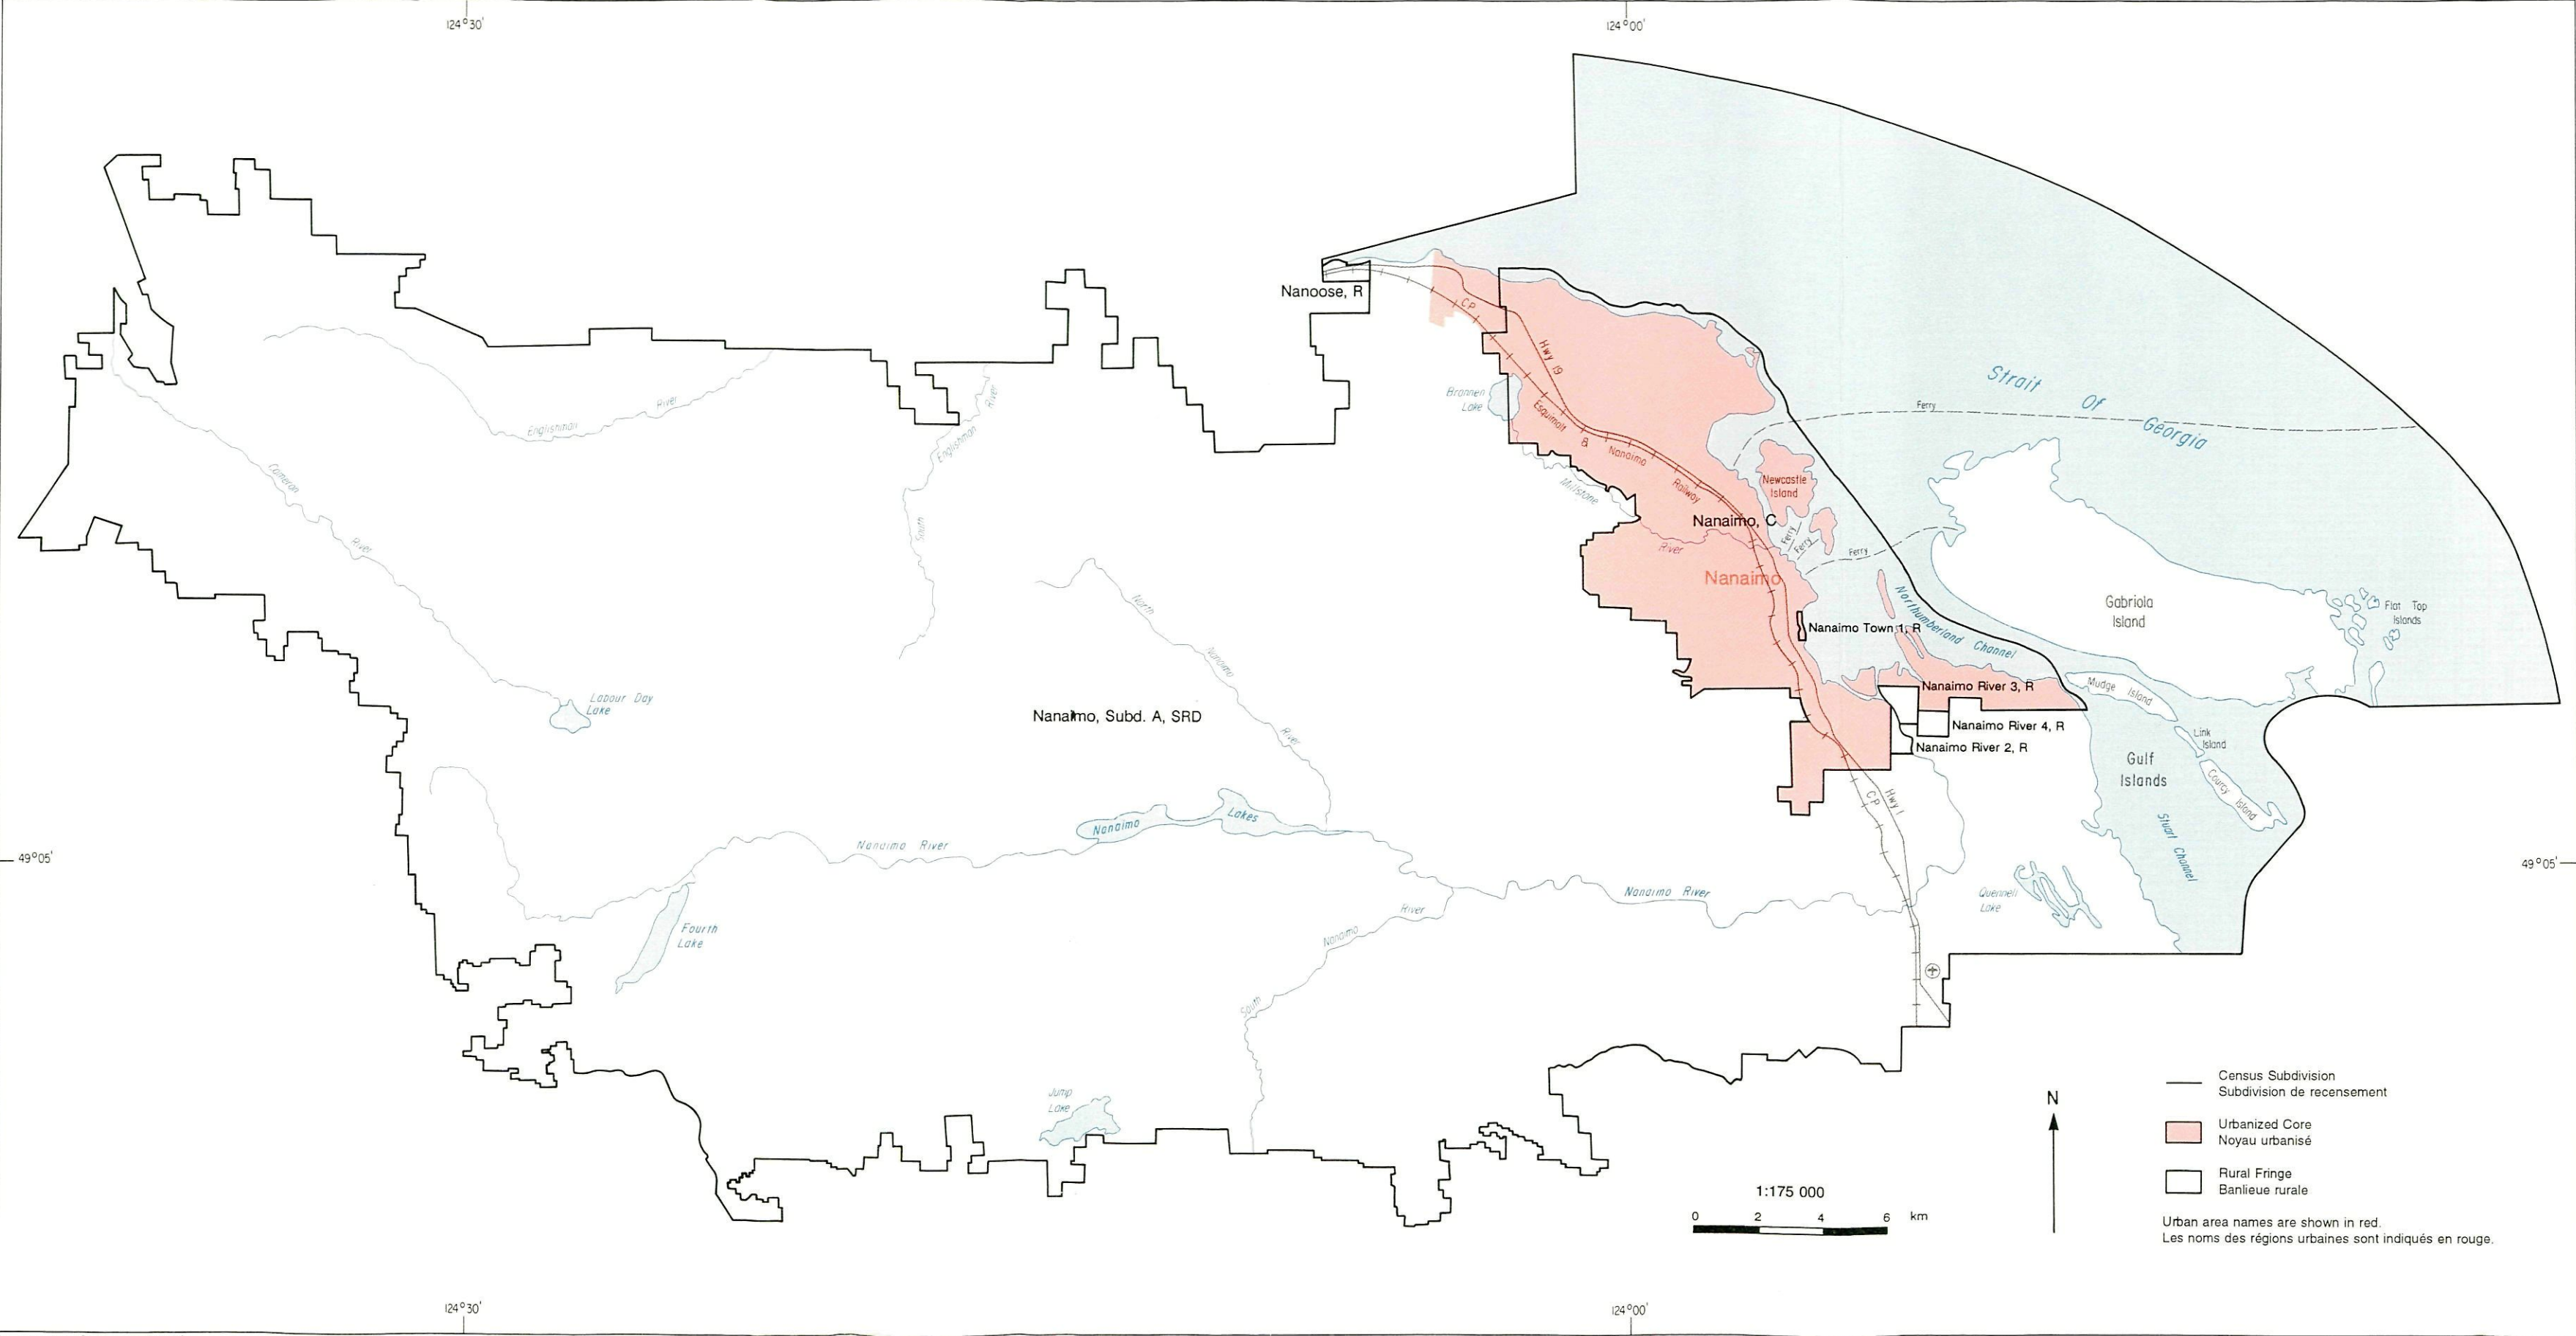 124°30'
124°00'
Nanoose, R
CP
Hwy 19
Brannen
Lake
Esquimalt
&
Nanaimo
Railway
Strait
Of
Georgia
Ferry
River
Englishman
River
Englishman
South
Cameron
River
Millstone
River
Newcastle
Island
Nanaimo, C
Ferry
Ferry
Ferry
Nanaimo
Northumberland Channel
Gabriola
Island
Flat Top
Islands
North
Nanaimo
River
Nanaimo Town 1, R
Labour Day
Lake
Nanaimo, Subd. A, SRD
Nanaimo River 3, R
Nanaimo River 4, R
Nanaimo River 2, R
Mudge Island
Link
Island
Gulf
Islands
Courcy Island
Stuart Channel
Hwy 1
CP
Nanaimo Lakes
Nanaimo River
49°05'
49°05'
Nanaimo River
Quennell
Lake
Fourth
Lake
River
Nanaimo
South
Jump
Lake
Census Subdivision
Subdivision de recensement
N
Urbanized Core
Noyau urbanisé
Rural Fringe
Banlieue rurale
1:175 000
0 2 4 6 km
Urban area names are shown in red.
Les noms des régions urbaines sont indiqués en rouge.
124°30'
124°00'